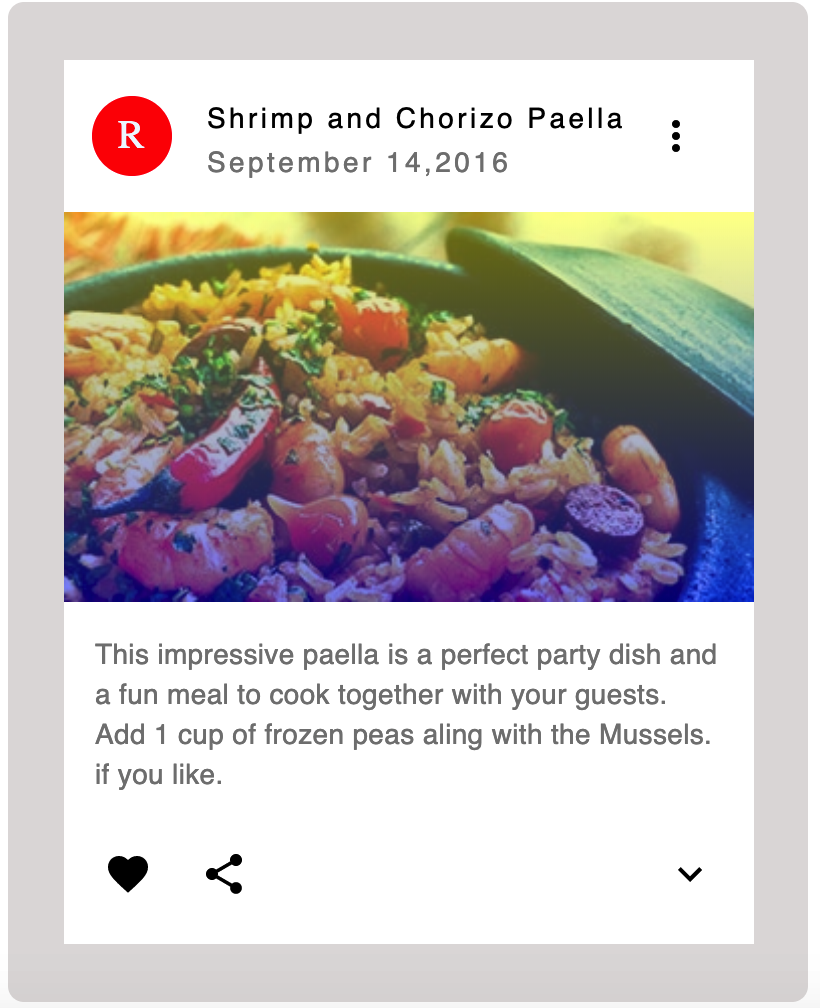 R
Shrimp and Chorizo Paella
September 14,2016
This impressive paella is a perfect party dish and
a fun meal to cook together with your guests.
Add 1 cup of frozen peas aling with the Mussels.
if you like.